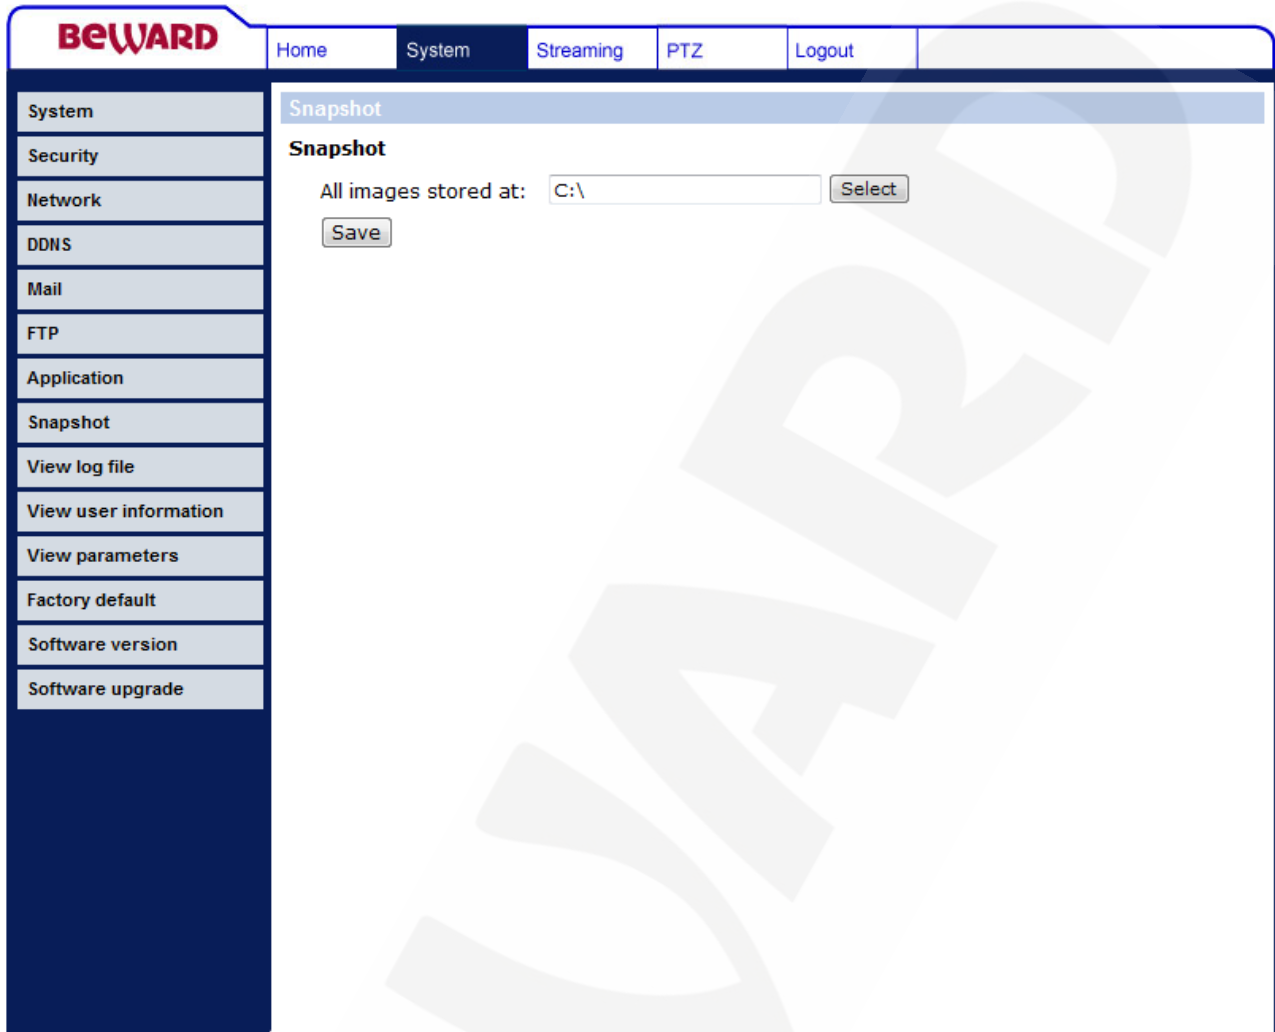 BEWARD
Home System Streaming PTZ Logout
System
Security
Network
DDNS
Mail
FTP
Application
Snapshot
View log file
View user information
View parameters
Factory default
Software version
Software upgrade
Snapshot
Snapshot
All images stored at: C:\ Select
Save